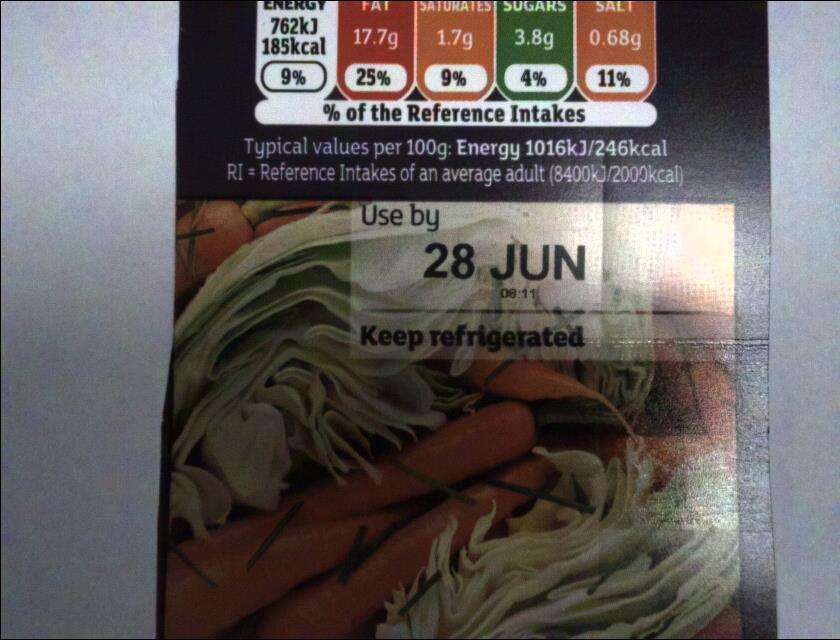 ENERGY FAT SATURATES SUGARS SALT
762kJ
185kcal 17.7g 1.7g 3.8g 0.68g
9% 25% 9% 4% 11%
% of the Reference Intakes
Typical values per 100g: Energy 1016kJ/246kcal
RI = Reference Intakes of an average adult (8400kJ/2000kcal)
Use by
28 JUN
08:11
Keep refrigerated